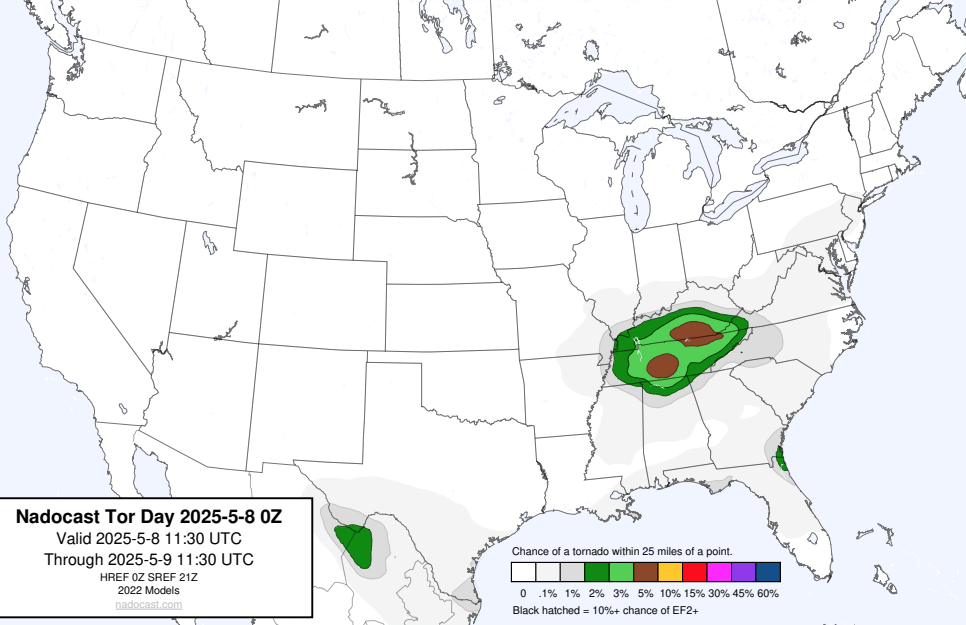 Nadocast Tor Day 2025-5-8 0Z
Valid 2025-5-8 11:30 UTC
Through 2025-5-9 11:30 UTC
HREF 0Z SREF 21Z
2022 Models
nadocast.com
Chance of a tornado within 25 miles of a point.
0 .1% 1% 2% 3% 5% 10% 15% 30% 45% 60%
Black hatched = 10%+ chance of EF2+